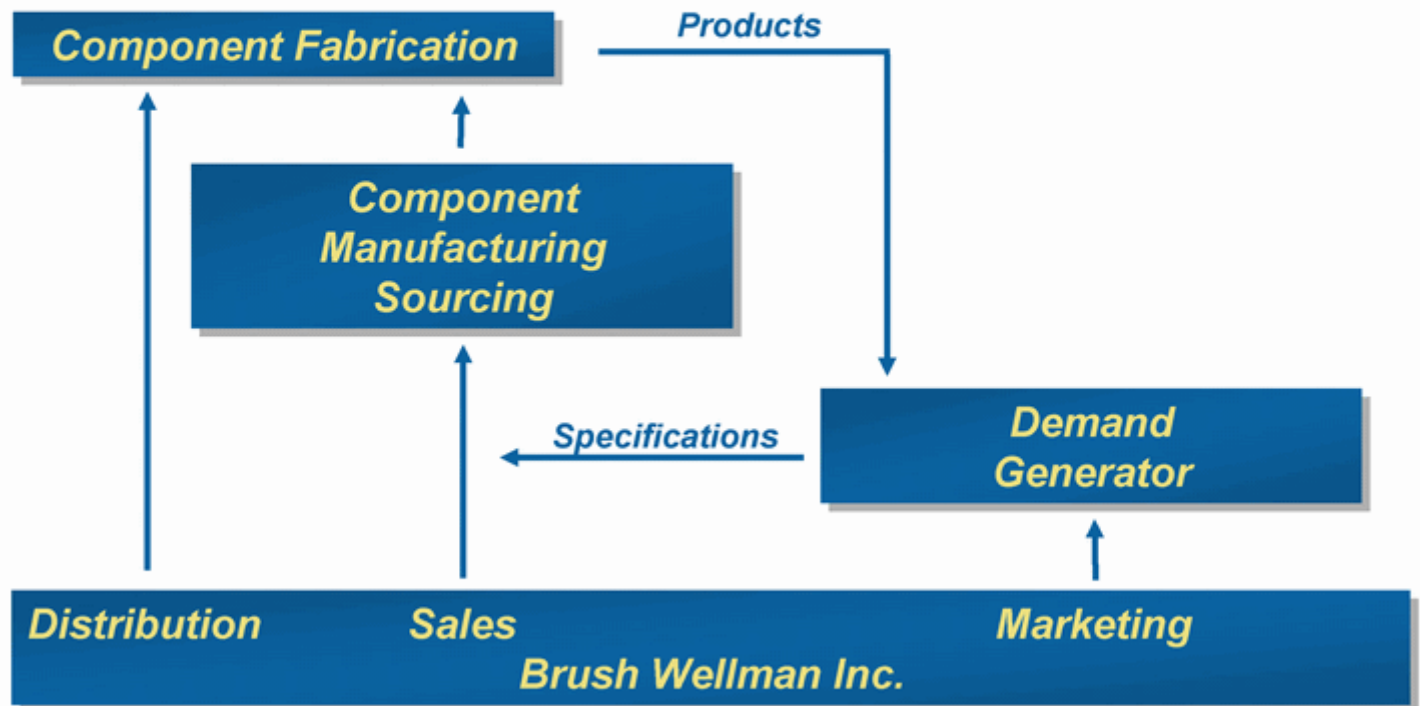 Products
Component Fabrication
Component
Manufacturing
Sourcing
Demand
Generator
Specifications
Distribution Sales Marketing
Brush Wellman Inc.